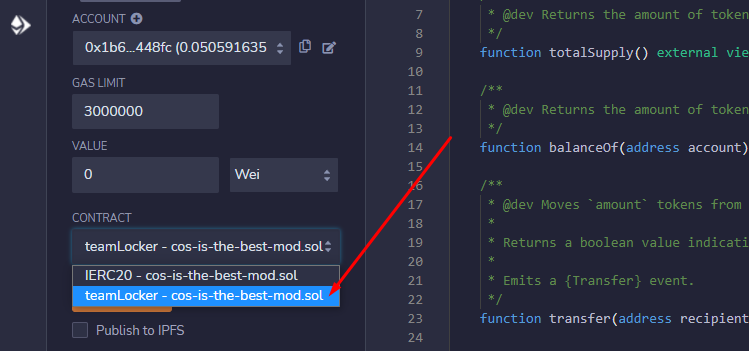 ACCOUNT
0x1b6...448fc (0.050591635
GAS LIMIT
3000000
VALUE
0
Wei
CONTRACT
teamLocker - cos-is-the-best-mod.sol
IERC20 - cos-is-the-best-mod.sol
teamLocker - cos-is-the-best-mod.sol
Publish to IPFS
7 * @dev Returns the amount of token
8 */
9 function totalSupply() external vie
10
11 /**
12 * @dev Returns the amount of token
13 */
14 function balanceOf(address account)
15
16 /**
17 * @dev Moves `amount` tokens from
18 *
19 * Returns a boolean value indicati
20 *
21 * Emits a {Transfer} event.
22 */
23 function transfer(address recipient
24